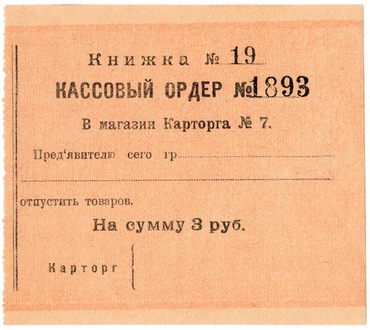 Книжка № 19
КАССОВЫЙ ОРДЕР №1893
В магазин Карторга № 7.
Пред'явителю сего гр
отпустить товаров.
На сумму 3 руб.
Карторг